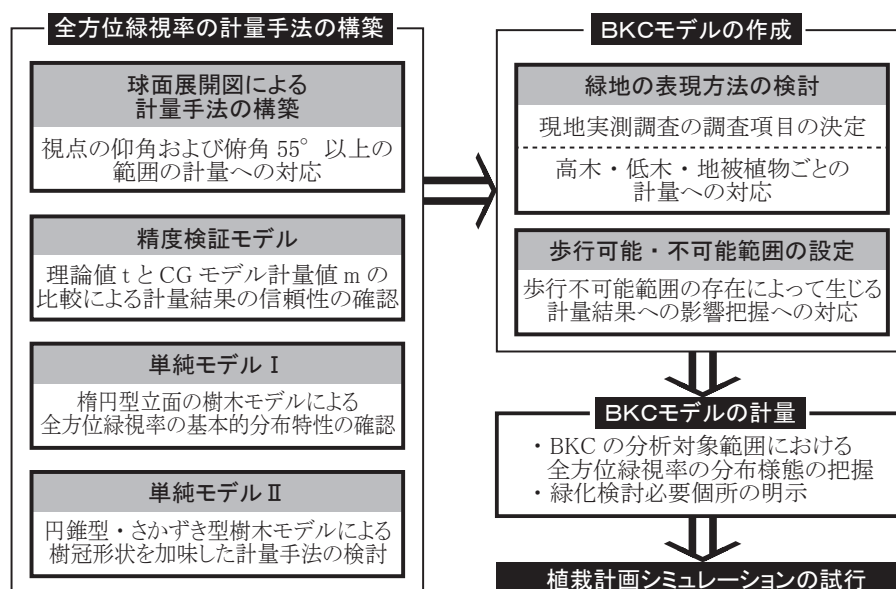 全方位緑視率の計量手法の構築
球面展開図による
計量手法の構築
視点の仰角および俯角 55° 以上の
範囲の計量への対応
精度検証モデル
理論値 t と CG モデル計量値 m の
比較による計量結果の信頼性の確認
単純モデル Ⅰ
楕円型立面の樹木モデルによる
全方位緑視率の基本的分布特性の確認
単純モデル Ⅱ
円錐型・さかずき型樹木モデルによる
樹冠形状を加味した計量手法の検討
BKCモデルの作成
緑地の表現方法の検討
現地実測調査の調査項目の決定
高木・低木・地被植物ごとの
計量への対応
歩行可能・不可能範囲の設定
歩行不可能範囲の存在によって生じる
計量結果への影響把握への対応
BKCモデルの計量
・BKC の分析対象範囲における
全方位緑視率の分布様態の把握
・緑化検討必要個所の明示
植栽計画シミュレーションの試行